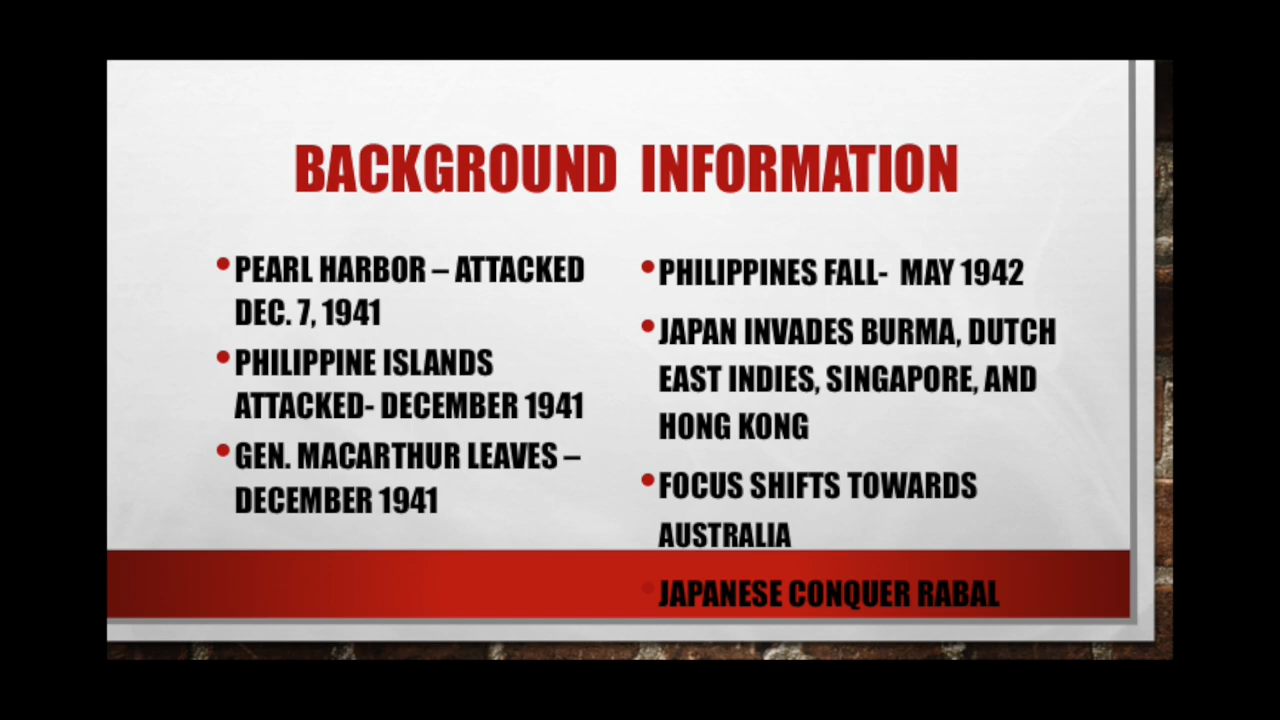 BACKGROUND INFORMATION
•PEARL HARBOR – ATTACKED
DEC. 7, 1941
•PHILIPPINE ISLANDS
ATTACKED- DECEMBER 1941
•GEN. MACARTHUR LEAVES –
DECEMBER 1941
•PHILIPPINES FALL- MAY 1942
•JAPAN INVADES BURMA, DUTCH
EAST INDIES, SINGAPORE, AND
HONG KONG
•FOCUS SHIFTS TOWARDS
AUSTRALIA
•JAPANESE CONQUER RABAL